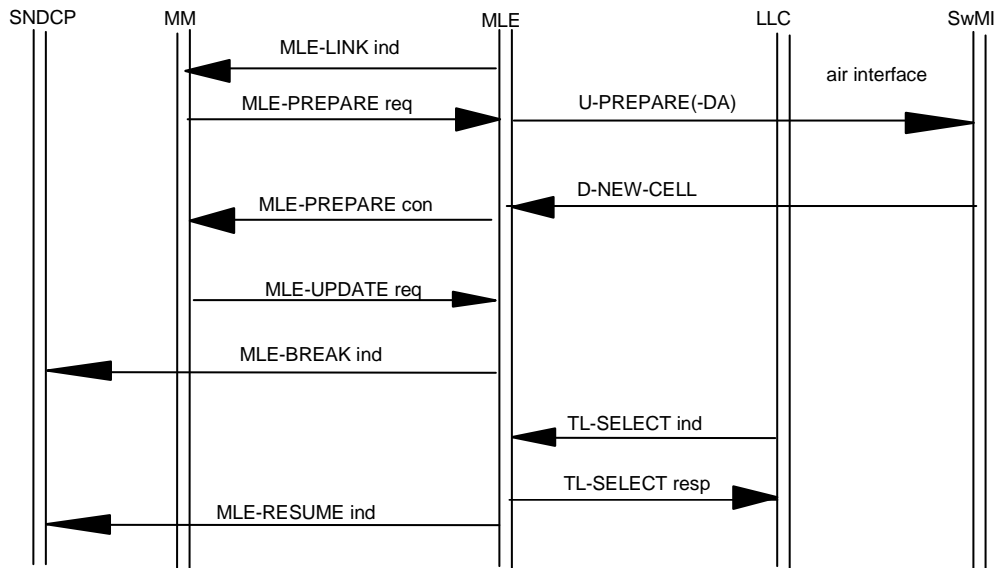 SNDCP MM MLE LLC SwMI
MLE-LINK ind
air interface
MLE-PREPARE req
U-PREPARE(-DA)
D-NEW-CELL
MLE-PREPARE con
MLE-UPDATE req
MLE-BREAK ind
TL-SELECT ind
TL-SELECT resp
MLE-RESUME ind